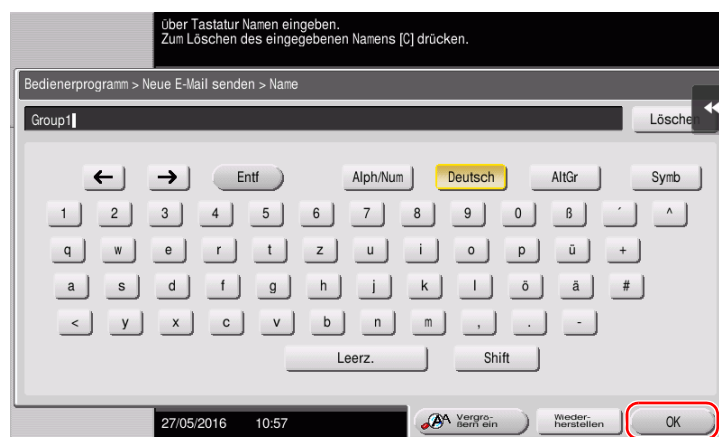 Über Tastatur Namen eingeben.
Zum Löschen des eingegebenen Namens [C] drücken.
Bedienerprogramm > Neue E-Mail senden > Name
Group1
Löschen
← → Entf Alph/Num Deutsch AltGr Symb
1 2 3 4 5 6 7 8 9 0 ß ´ ^
q w e r t z u i o p ü +
a s d f g h j k l ö ä #
< y x c v b n m , . -
Leerz. Shift
27/05/2016 10:57
Vergrö-
ßern ein
Wieder-
herstellen
OK